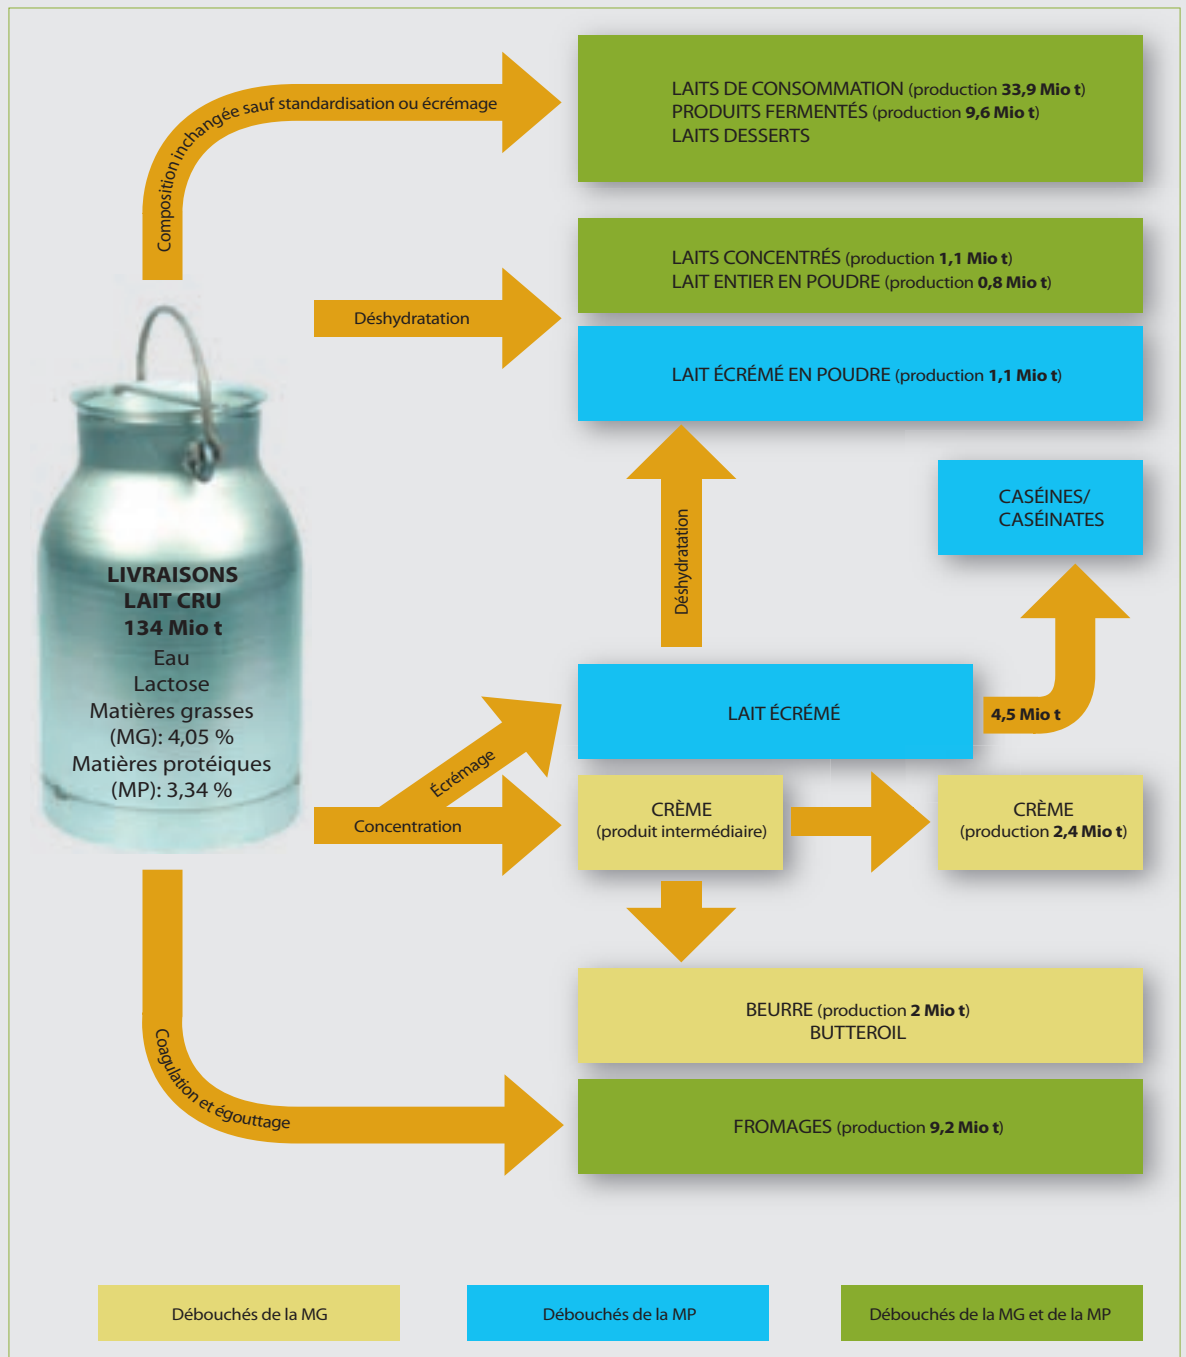 Composition inchangée sauf standardisation ou écrémage
LAITS DE CONSOMMATION (production 33,9 Mio t)
PRODUITS FERMENTÉS (production 9,6 Mio t)
LAITS DESSERTS
Déshydratation
LAITS CONCENTRÉS (production 1,1 Mio t)
LAIT ENTIER EN POUDRE (production 0,8 Mio t)
LAIT ÉCRÉMÉ EN POUDRE (production 1,1 Mio t)
Déshydratation
CASÉINES/
CASÉINATES
LIVRAISONS
LAIT CRU
134 Mio t
Eau
Lactose
Matières grasses
(MG): 4,05 %
Matières protéiques
(MP): 3,34 %
LAIT ÉCRÉMÉ
4,5 Mio t
Écrémage
Concentration
CRÈME
(produit intermédiaire)
CRÈME
(production 2,4 Mio t)
BEURRE (production 2 Mio t)
BUTTEROIL
Coagulation et égouttage
FROMAGES (production 9,2 Mio t)
Débouchés de la MG
Débouchés de la MP
Débouchés de la MG et de la MP